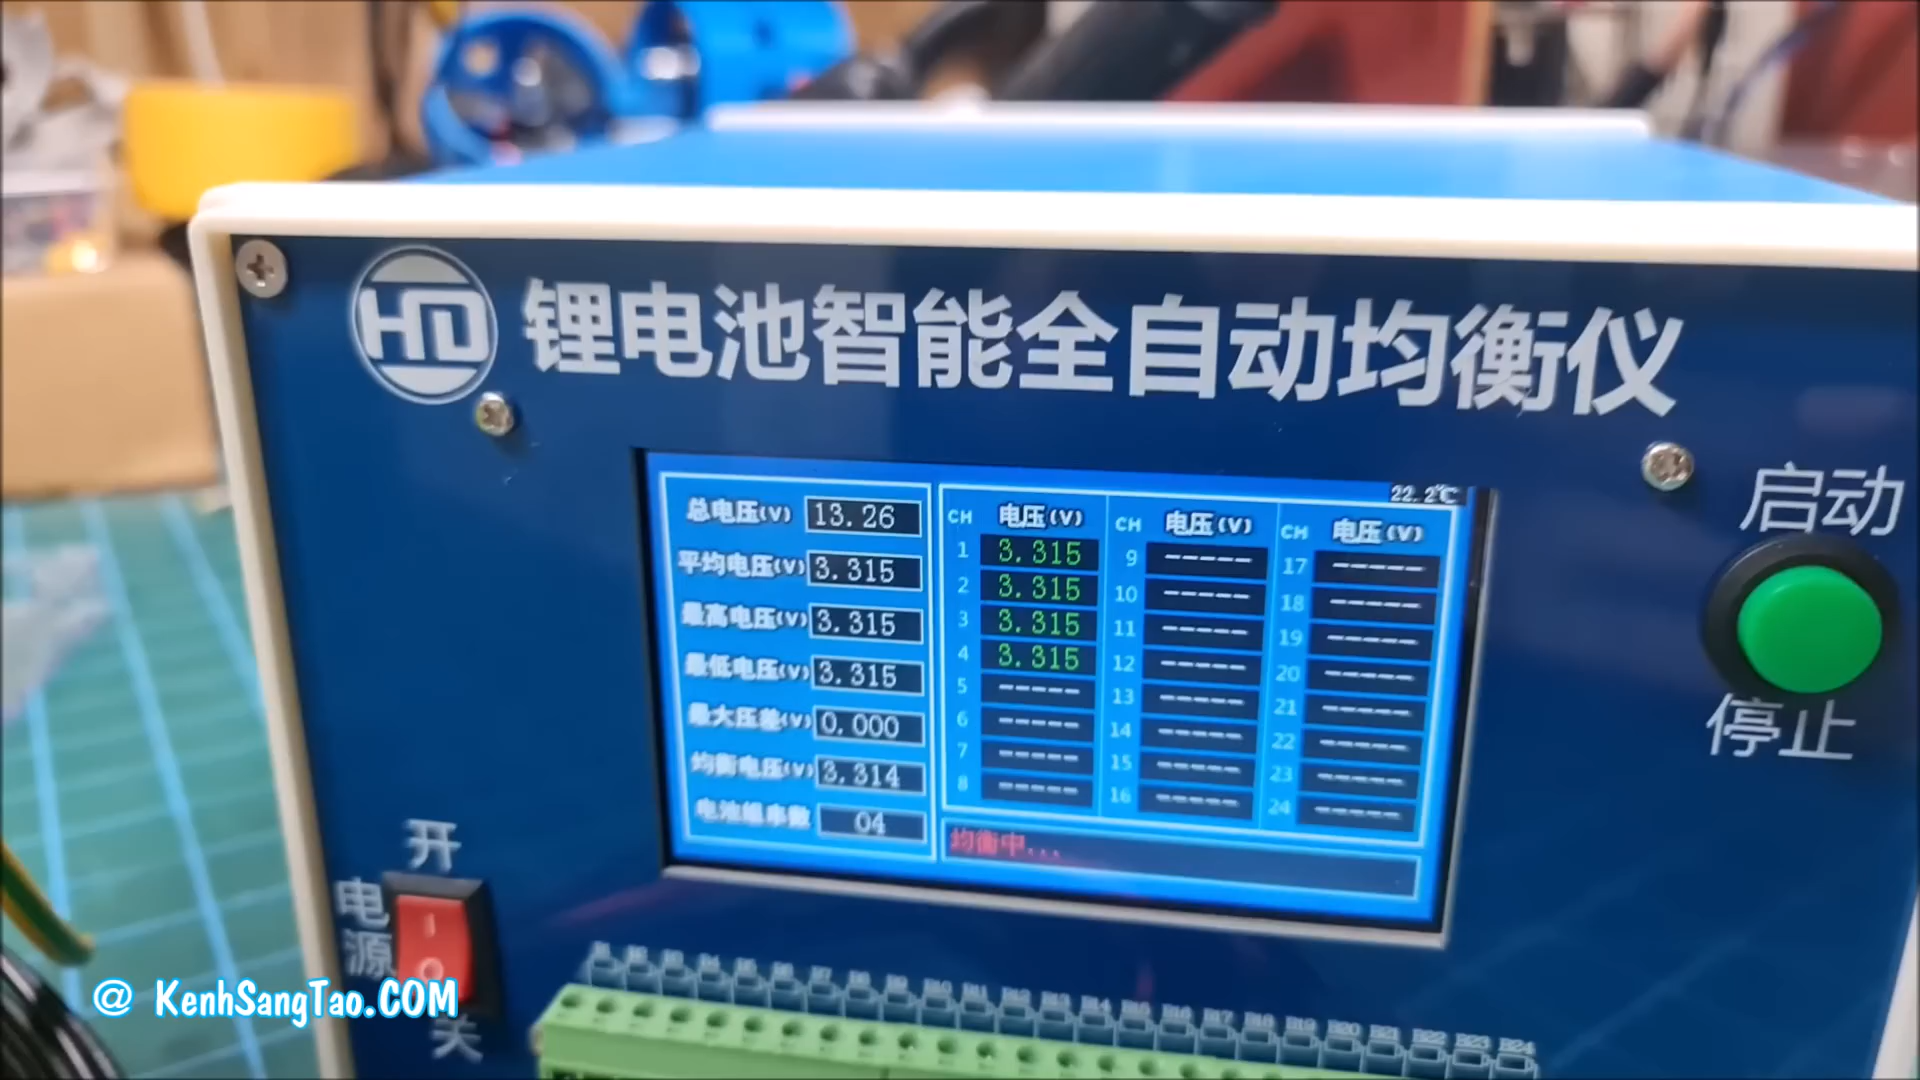 HD 锂电池智能全自动均衡仪
启动
停止
22.2℃
总电压(V) 13.26
平均电压(V) 3.315
最高电压(V) 3.315
最低电压(V) 3.315
最大压差(V) 0.000
均衡电压(V) 3.314
电池组串数 04
CH 电压(V) CH 电压(V) CH 电压(V)
1 3.315 9 ----- 17 -----
2 3.315 10 ----- 18 -----
3 3.315 11 ----- 19 -----
4 3.315 12 ----- 20 -----
5 ----- 13 ----- 21 -----
6 ----- 14 ----- 22 -----
7 ----- 15 ----- 23 -----
8 ----- 16 ----- 24 -----
均衡中...
开
电源
关
@ KenhSangTao.COM